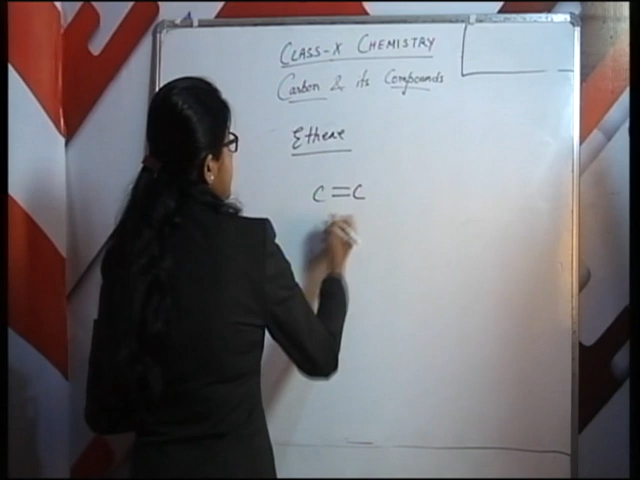 CLASS-X CHEMISTRY
Carbon & its Compounds
Ethene
C=C